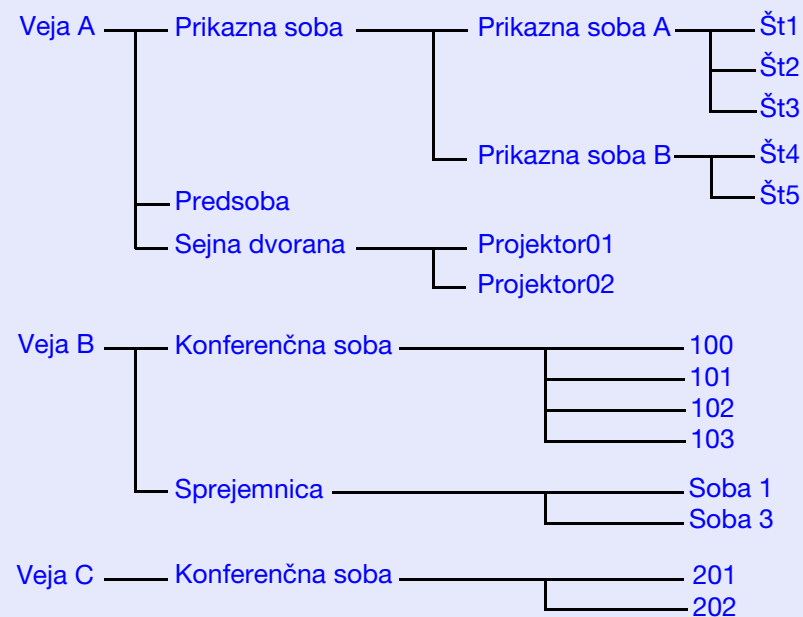 Veja A Prikazna soba Prikazna soba A Št1
Št2
Št3
Prikazna soba B Št4
Št5
Predsoba
Sejna dvorana Projektor01
Projektor02
Veja B Konferenčna soba 100
101
102
103
Sprejemnica Soba 1
Soba 3
Veja C Konferenčna soba 201
202